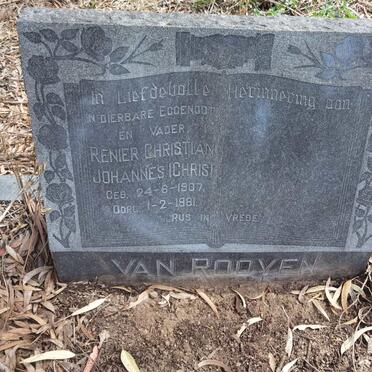 In Liefdevolle Herinnering aan
'N DIERBARE EGGENOOT
EN VADER
RENIER CHRISTIAAN
JOHANNES (CHRIS)
GEB. 24-6-1907.
OORL. 1-2-1981.
RUS IN VREDE
VAN ROOYEN